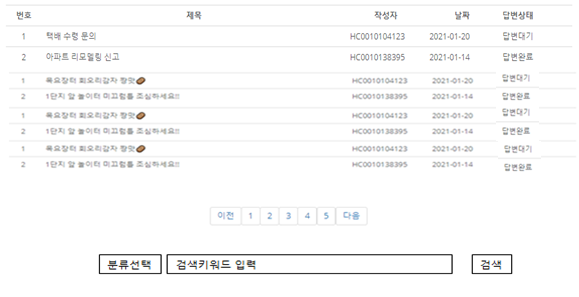 번호 제목 작성자 날짜 답변상태
1 택배 수령 문의 HC0010104123 2021-01-20 답변대기
2 아파트 리모델링 신고 HC0010138395 2021-01-14 답변완료
1 목요장터 회오리감자 짱맛🥔 HC0010104123 2021-01-20 답변대기
2 1단지 앞 놀이터 미끄럼틀 조심하세요!! HC0010138395 2021-01-14 답변완료
1 목요장터 회오리감자 짱맛🥔 HC0010104123 2021-01-20 답변대기
2 1단지 앞 놀이터 미끄럼틀 조심하세요!! HC0010138395 2021-01-14 답변완료
1 목요장터 회오리감자 짱맛🥔 HC0010104123 2021-01-20 답변대기
2 1단지 앞 놀이터 미끄럼틀 조심하세요!! HC0010138395 2021-01-14 답변완료
이전 1 2 3 4 5 다음
분류선택 검색키워드 입력 검색